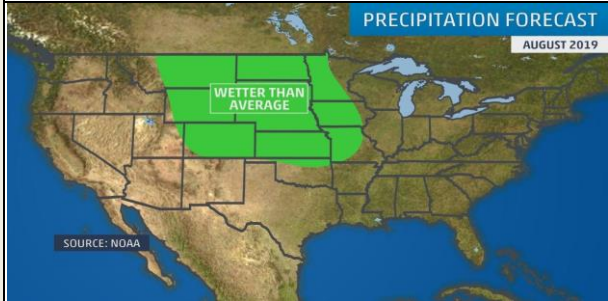 PRECIPITATION FORECAST
AUGUST 2019
WETTER THAN
AVERAGE
SOURCE: NOAA